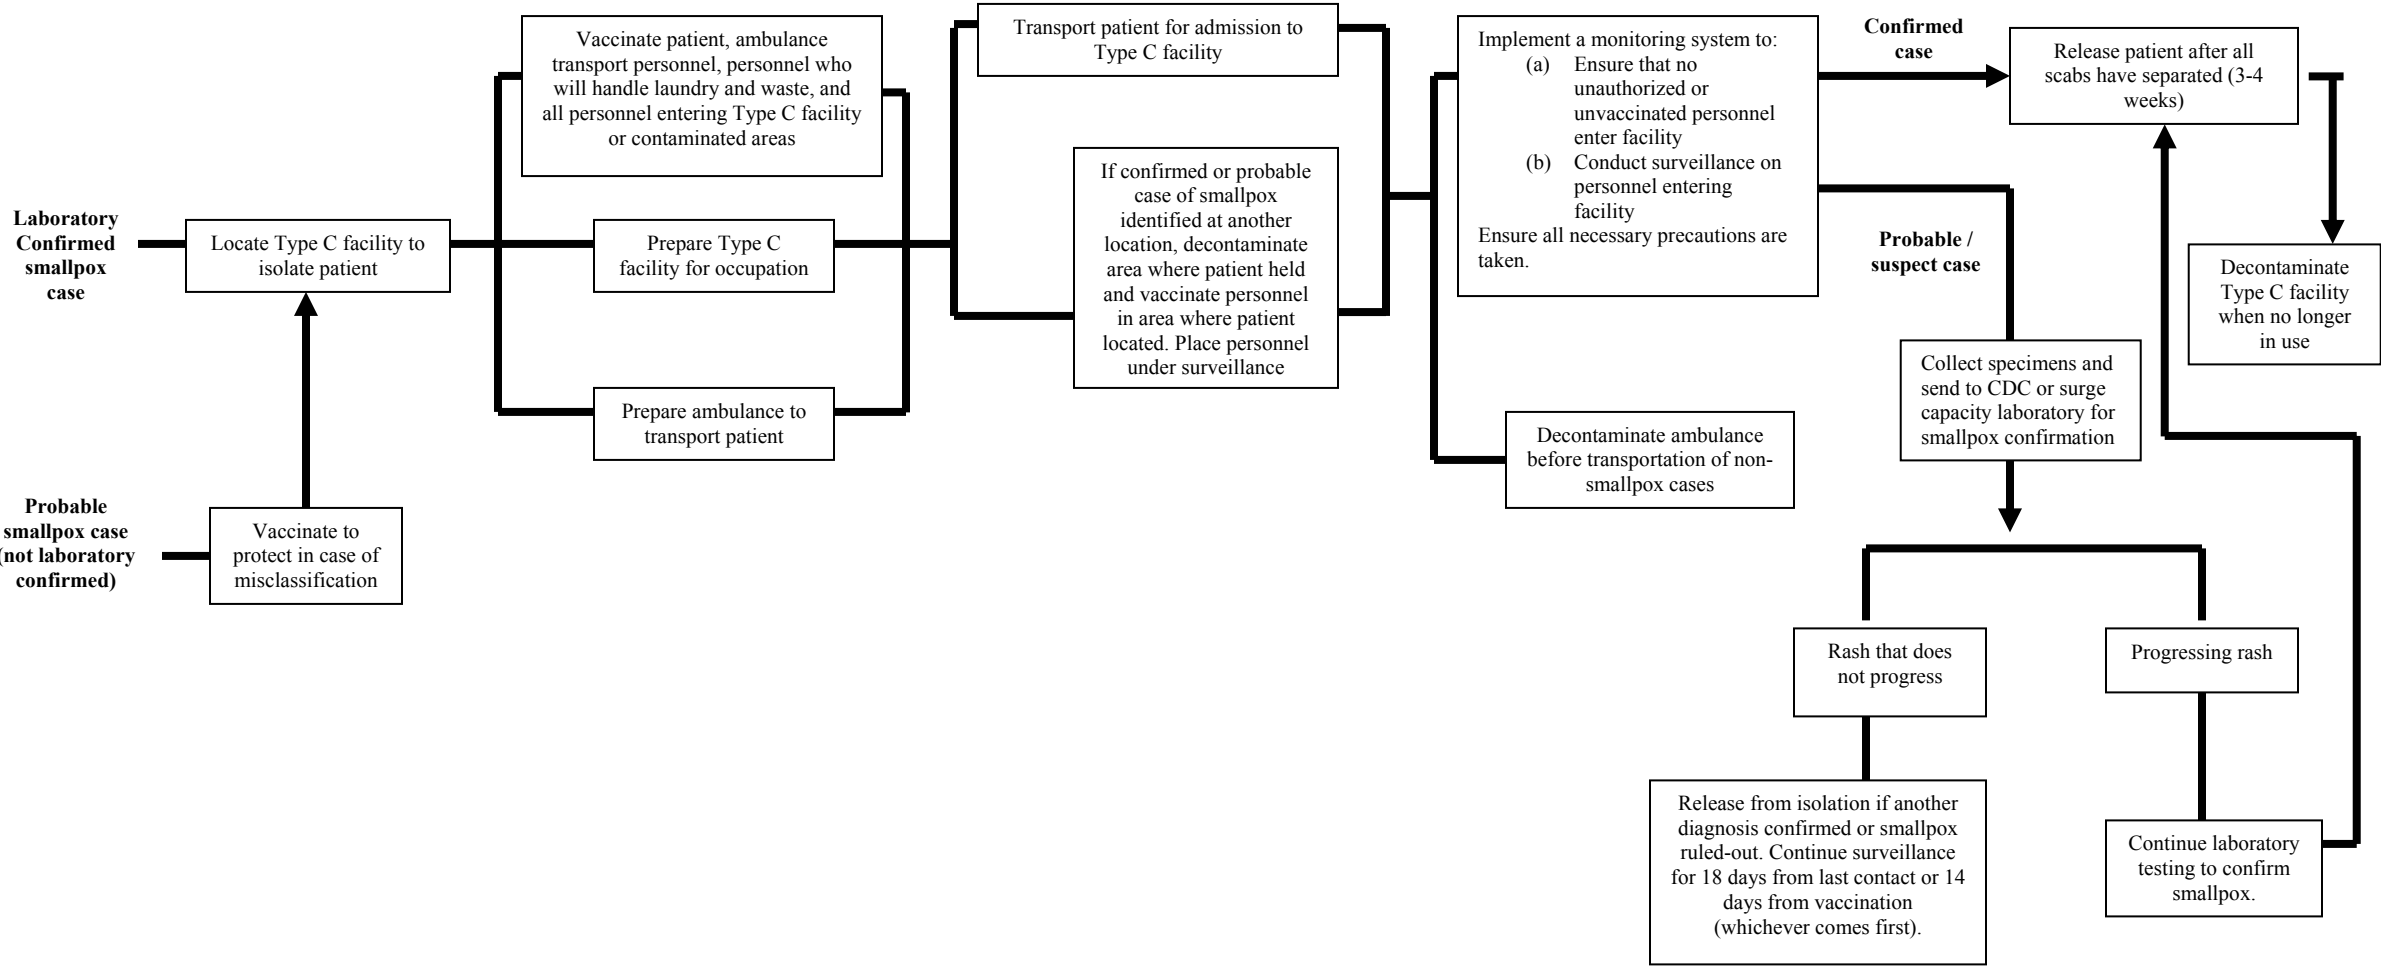 Laboratory
Confirmed
smallpox
case
Locate Type C facility to
isolate patient
Probable
smallpox case
(not laboratory
confirmed)
Vaccinate to
protect in case of
misclassification
Vaccinate patient, ambulance
transport personnel, personnel who
will handle laundry and waste, and
all personnel entering Type C facility
or contaminated areas
Prepare Type C
facility for occupation
Prepare ambulance to
transport patient
Transport patient for admission to
Type C facility
If confirmed or probable
case of smallpox
identified at another
location, decontaminate
area where patient held
and vaccinate personnel
in area where patient
located. Place personnel
under surveillance
Implement a monitoring system to:
(a) Ensure that no
unauthorized or
unvaccinated personnel
enter facility
(b) Conduct surveillance on
personnel entering
facility
Ensure all necessary precautions are
taken.
Decontaminate ambulance
before transportation of non-
smallpox cases
Confirmed
case
Release patient after all
scabs have separated (3-4
weeks)
Decontaminate
Type C facility
when no longer
in use
Probable /
suspect case
Collect specimens and
send to CDC or surge
capacity laboratory for
smallpox confirmation
Rash that does
not progress
Progressing rash
Release from isolation if another
diagnosis confirmed or smallpox
ruled-out. Continue surveillance
for 18 days from last contact or 14
days from vaccination
(whichever comes first).
Continue laboratory
testing to confirm
smallpox.